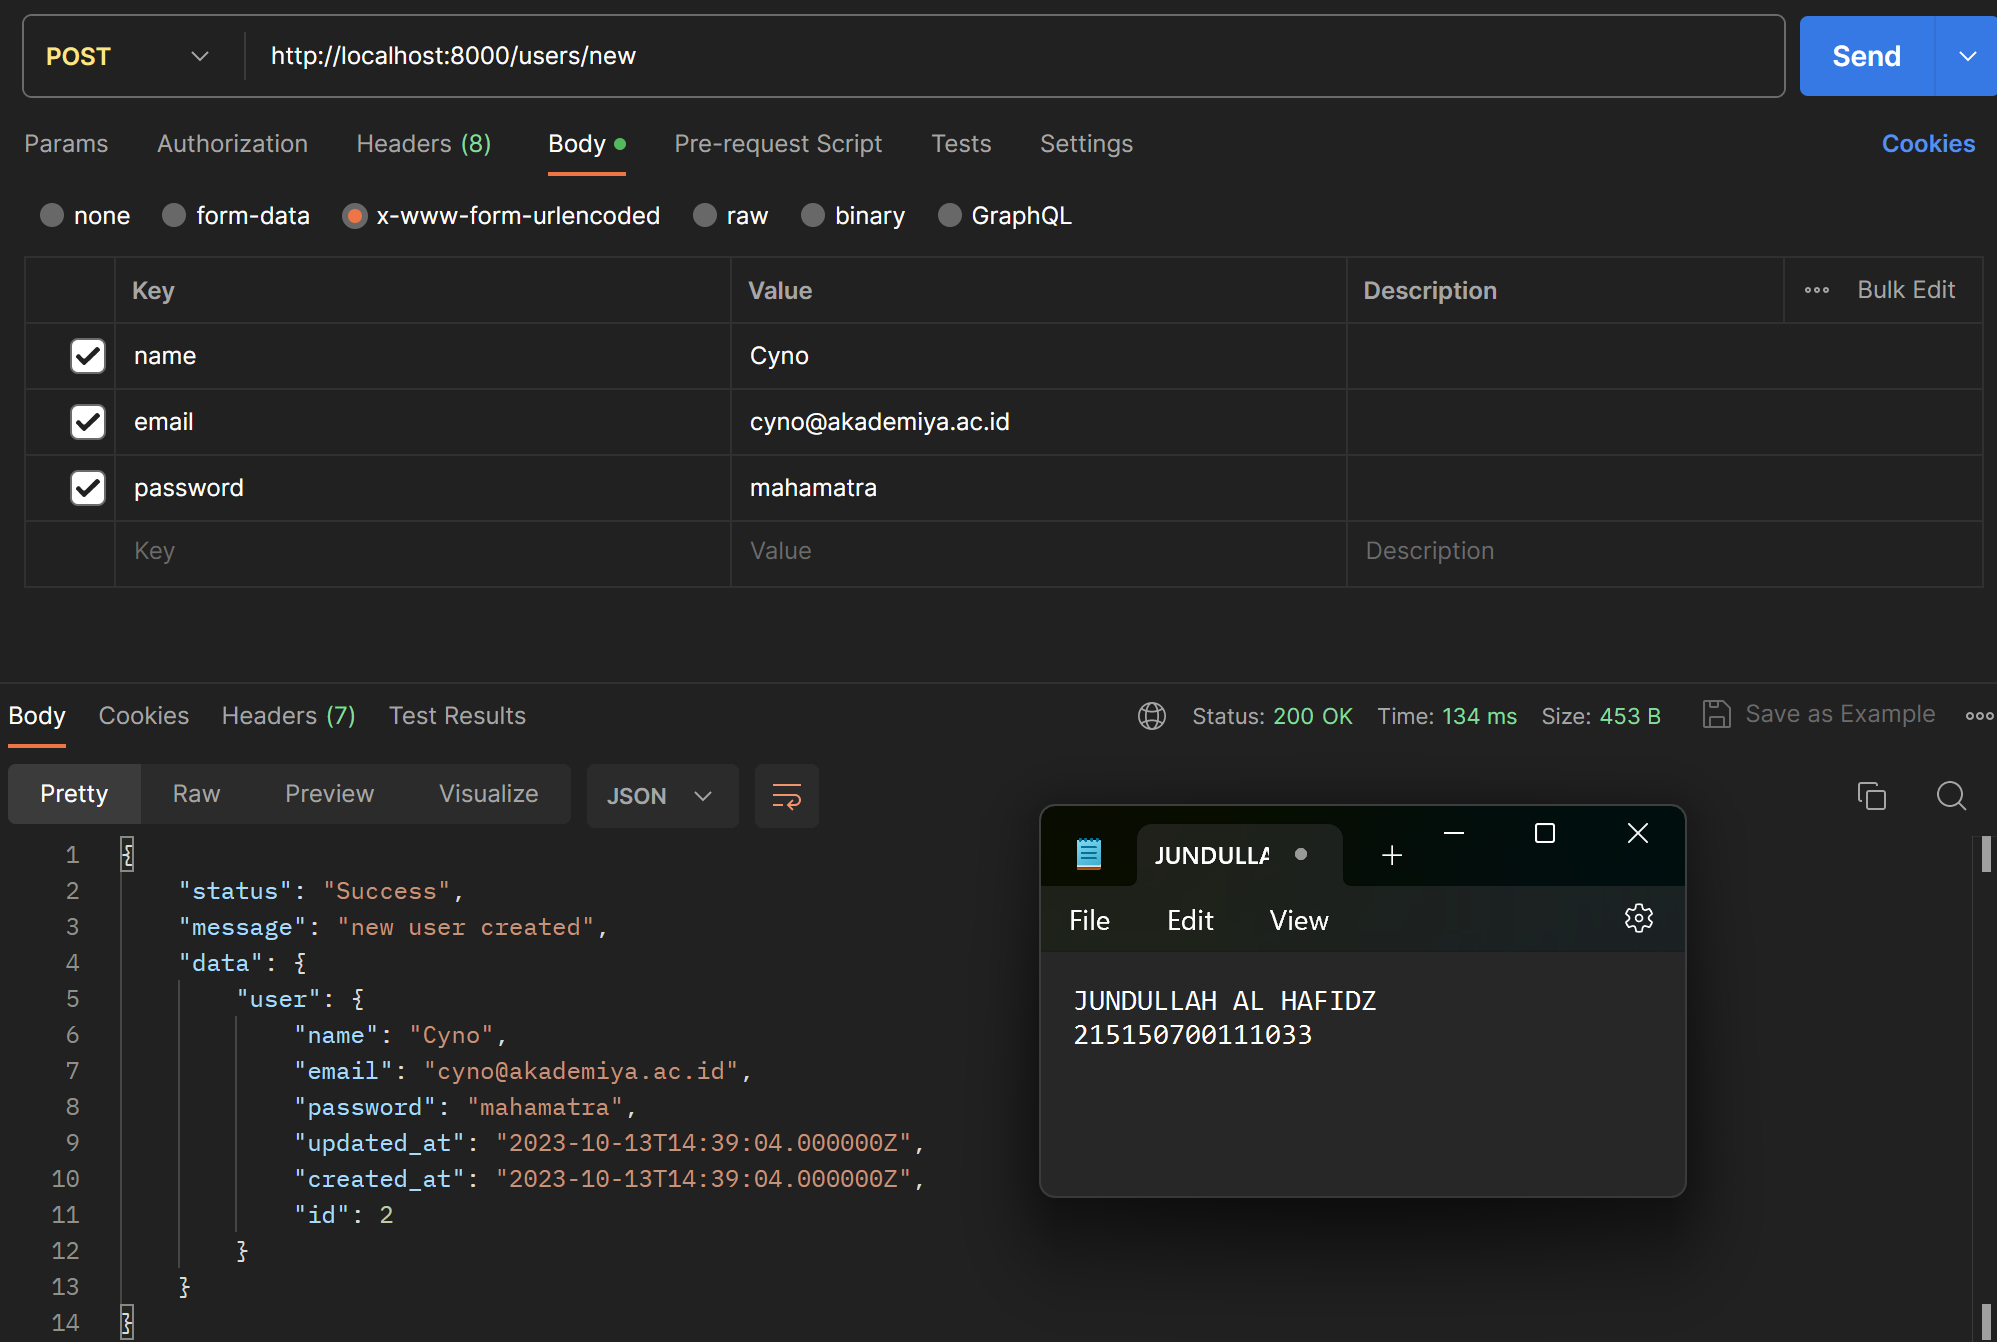 POST http://localhost:8000/users/new Send
Params Authorization Headers (8) Body Pre-request Script Tests Settings Cookies
none form-data x-www-form-urlencoded raw binary GraphQL
Key Value Description Bulk Edit
name Cyno
email cyno@akademiya.ac.id
password mahamatra
Key Value Description
Body Cookies Headers (7) Test Results Status: 200 OK Time: 134 ms Size: 453 B Save as Example
Pretty Raw Preview Visualize JSON
1 {
2 "status": "Success",
3 "message": "new user created",
4 "data": {
5 "user": {
6 "name": "Cyno",
7 "email": "cyno@akademiya.ac.id",
8 "password": "mahamatra",
9 "updated_at": "2023-10-13T14:39:04.000000Z",
10 "created_at": "2023-10-13T14:39:04.000000Z",
11 "id": 2
12 }
13 }
14 }
JUNDULLA
File Edit View
JUNDULLAH AL HAFIDZ
215150700111033